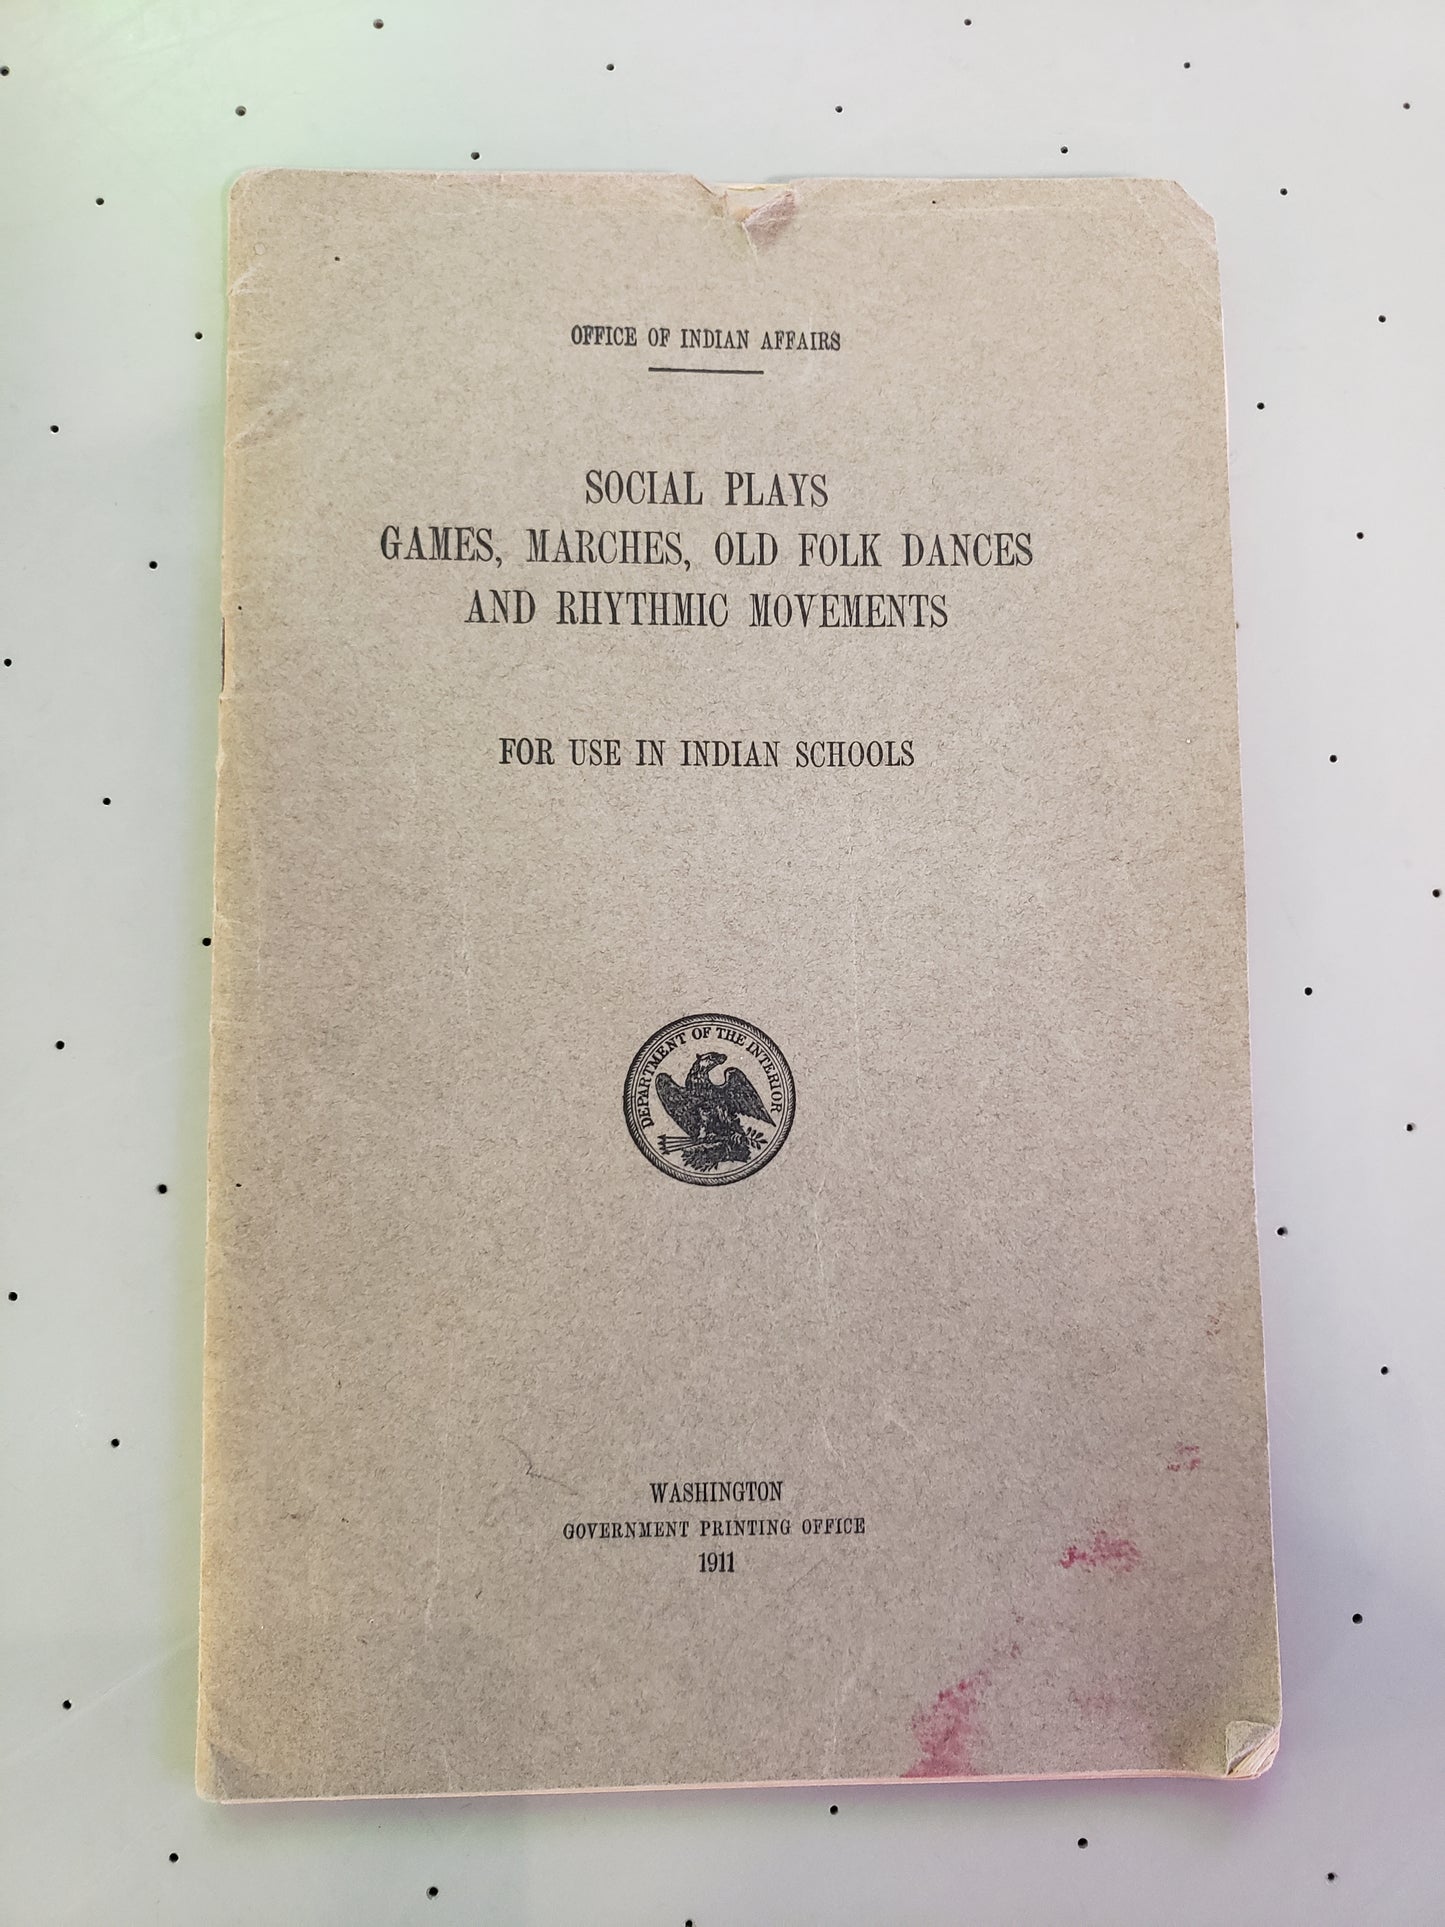 OFFICE OF INDIAN AFFAIRS
SOCIAL PLAYS
GAMES, MARCHES, OLD FOLK DANCES
AND RHYTHMIC MOVEMENTS
FOR USE IN INDIAN SCHOOLS
DEPARTMENT OF THE INTERIOR
WASHINGTON
GOVERNMENT PRINTING OFFICE
1911